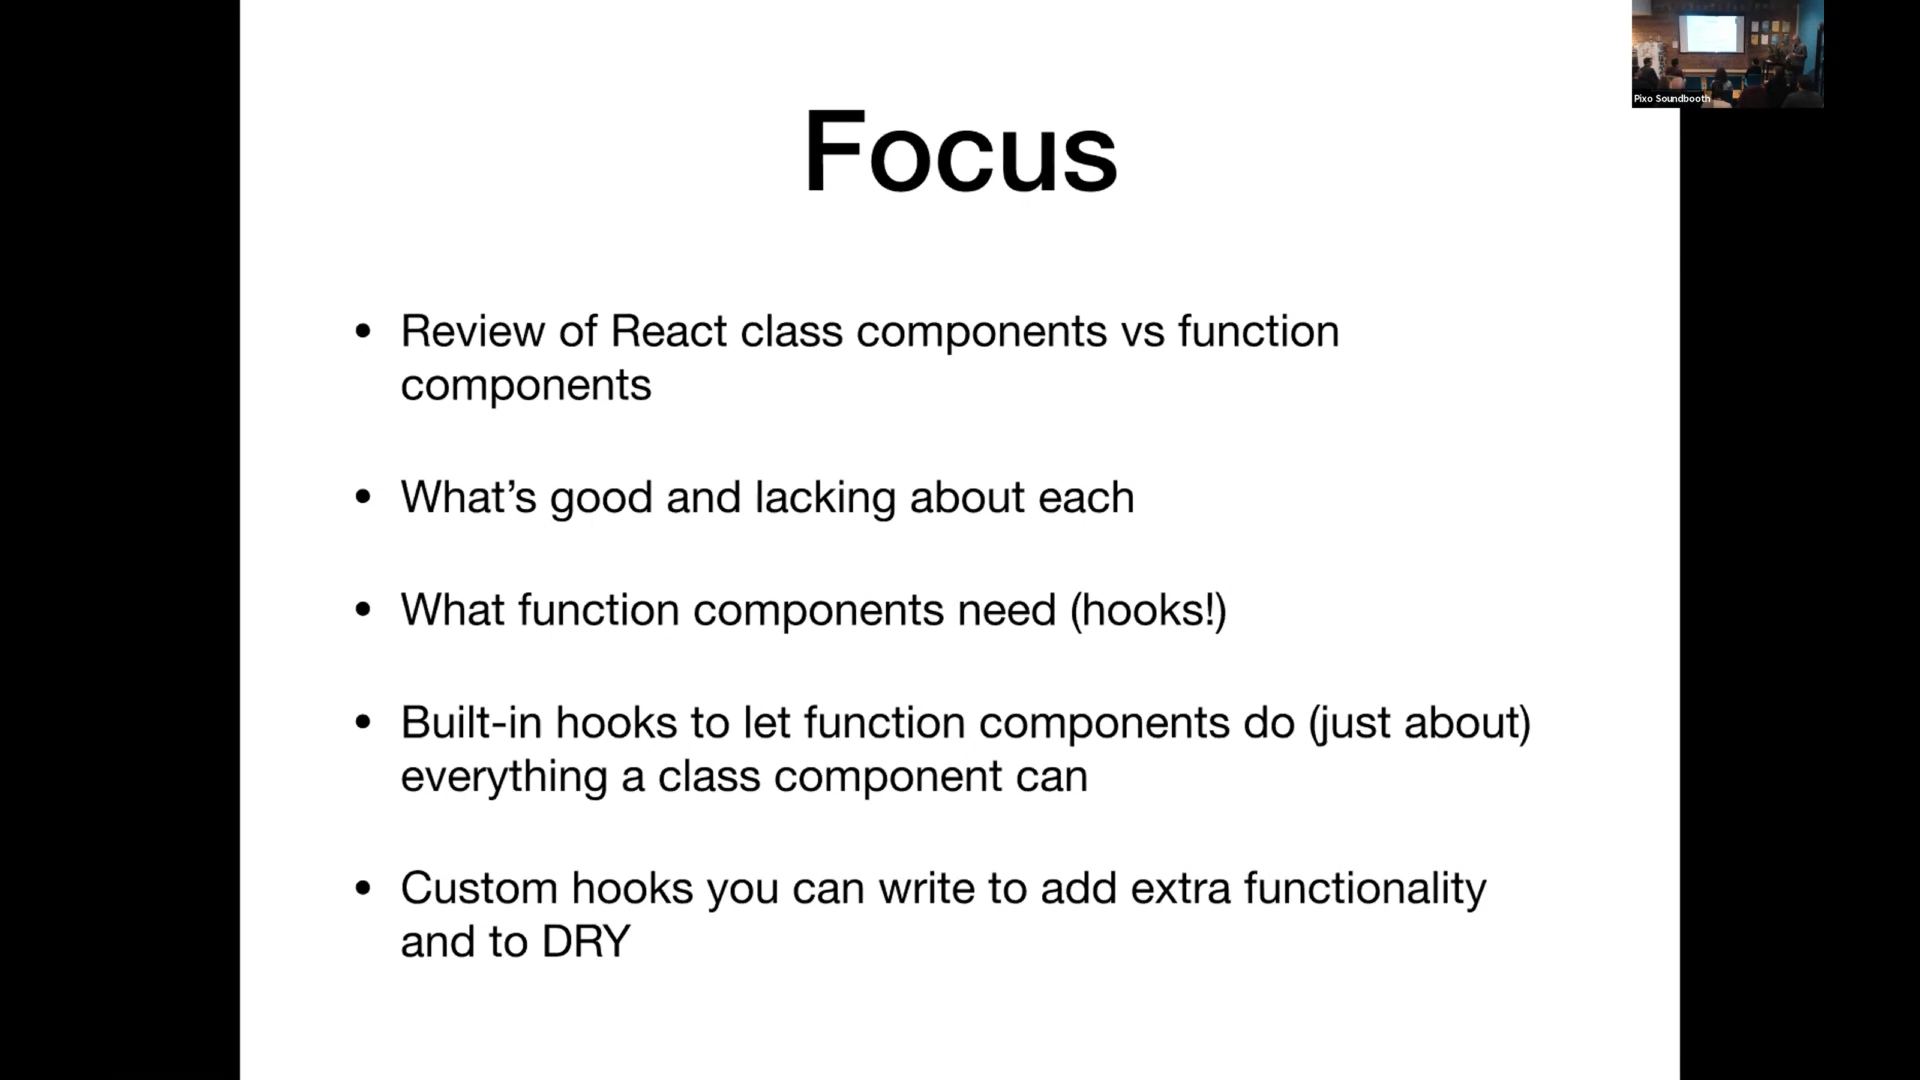 Pixo Soundbooth
Focus
• Review of React class components vs function
components
• What’s good and lacking about each
• What function components need (hooks!)
• Built-in hooks to let function components do (just about)
everything a class component can
• Custom hooks you can write to add extra functionality
and to DRY